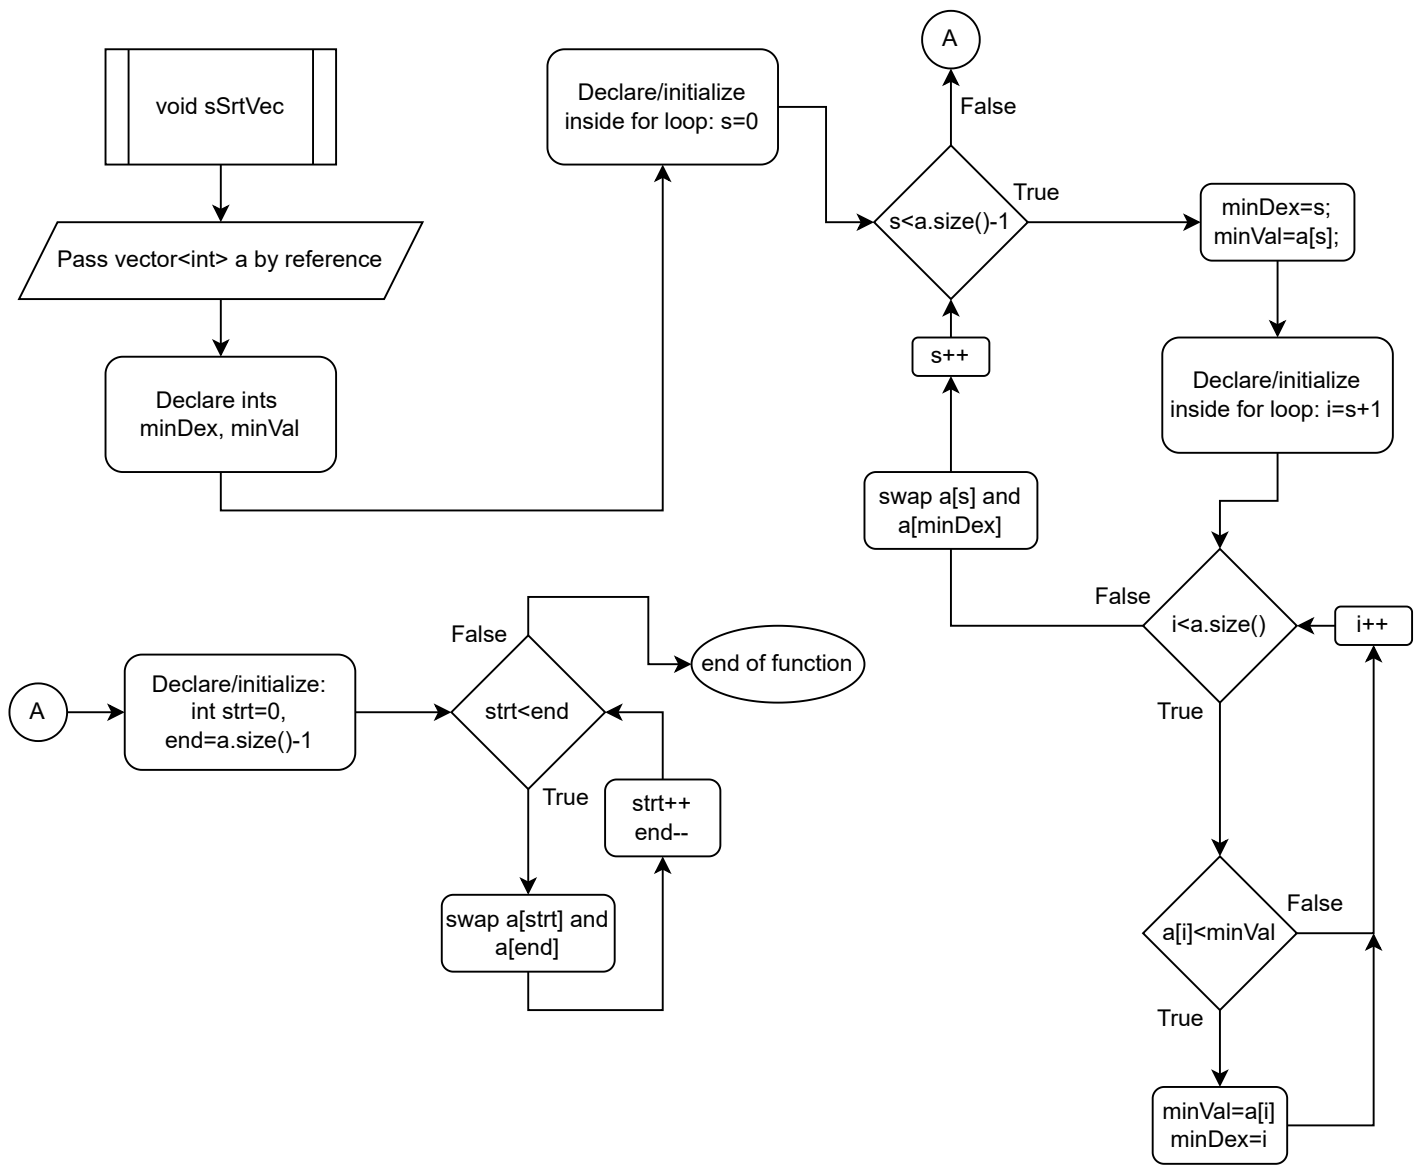 void sSrtVec
Pass vector<int> a by reference
Declare ints
minDex, minVal
Declare/initialize
inside for loop: s=0
A
False
s<a.size()-1
True
minDex=s;
minVal=a[s];
s++
Declare/initialize
inside for loop: i=s+1
swap a[s] and
a[minDex]
False
i<a.size()
i++
True
a[i]<minVal
False
True
minVal=a[i]
minDex=i
A
Declare/initialize:
int strt=0,
end=a.size()-1
False
strt<end
end of function
True
strt++
end--
swap a[strt] and
a[end]